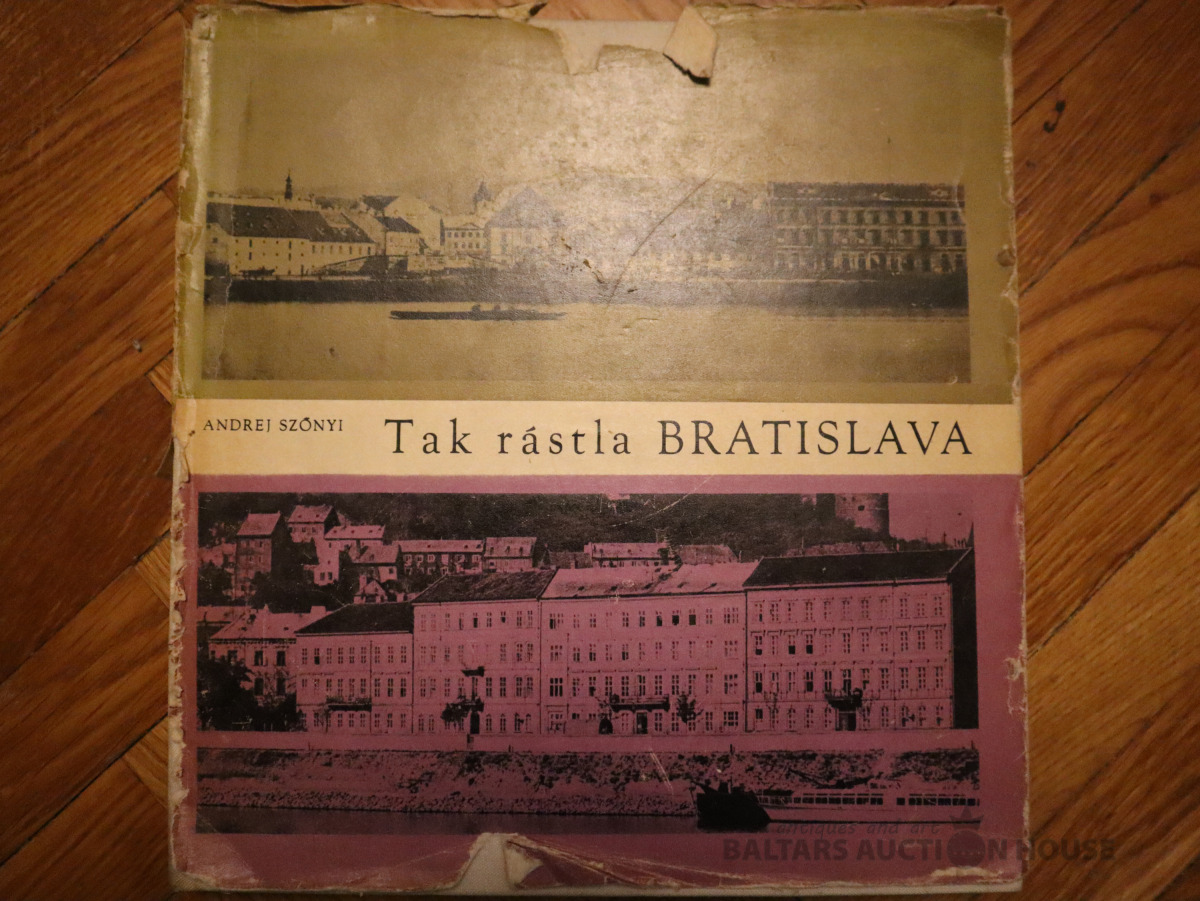 ANDREJ SZŐNYI
Tak rástla BRATISLAVA
antiques and art
BALTARS AUCTION HOUSE